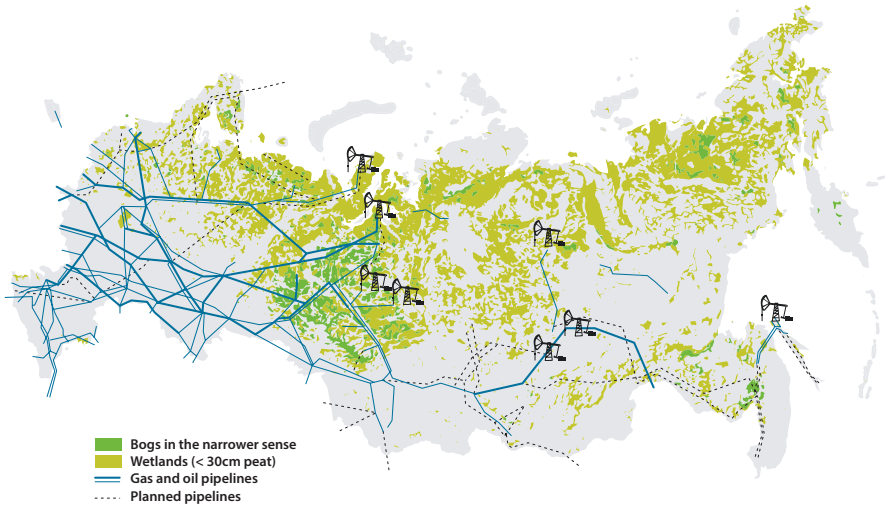 Bogs in the narrower sense
Wetlands (< 30cm peat)
Gas and oil pipelines
Planned pipelines